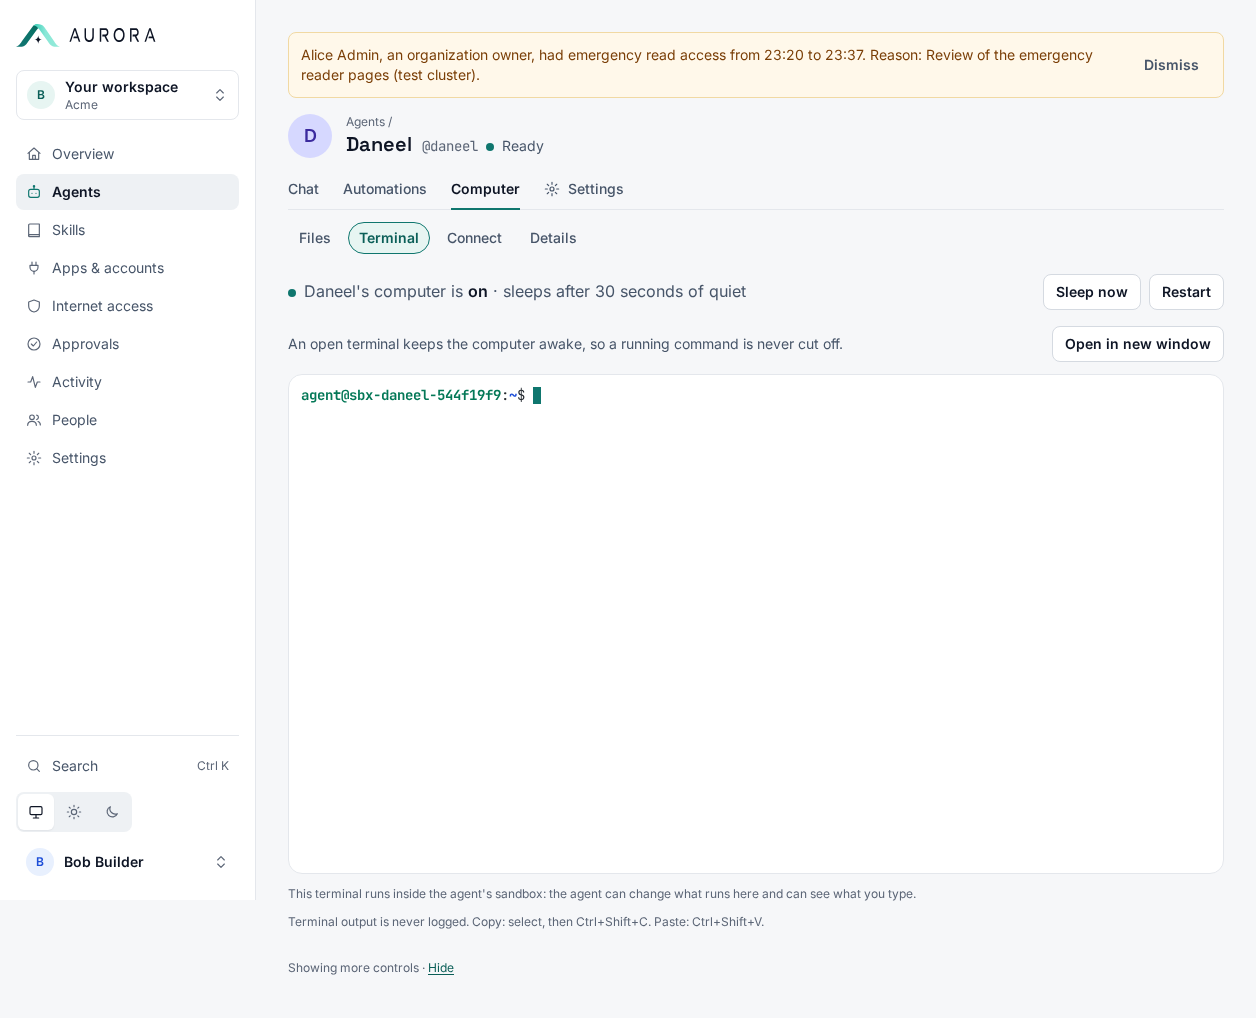 AURORA
B
Your workspace
Acme
Overview
Agents
Skills
Apps & accounts
Internet access
Approvals
Activity
People
Settings
Search
Ctrl K
B
Bob Builder
Alice Admin, an organization owner, had emergency read access from 23:20 to 23:37. Reason: Review of the emergency
reader pages (test cluster).
Dismiss
D
Agents /
Daneel @daneel Ready
Chat
Automations
Computer
Settings
Files
Terminal
Connect
Details
Daneel's computer is on · sleeps after 30 seconds of quiet
Sleep now
Restart
An open terminal keeps the computer awake, so a running command is never cut off.
Open in new window
agent@sbx-daneel-544f19f9:~$
This terminal runs inside the agent's sandbox: the agent can change what runs here and can see what you type.
Terminal output is never logged. Copy: select, then Ctrl+Shift+C. Paste: Ctrl+Shift+V.
Showing more controls · Hide